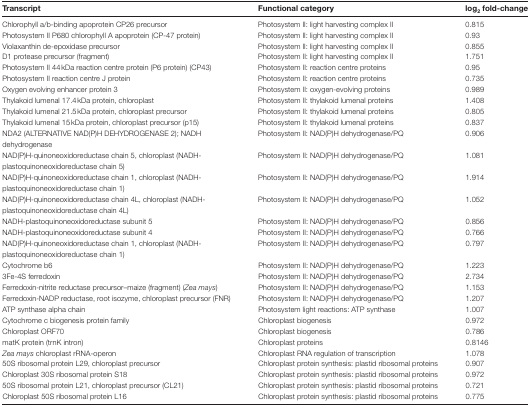 Transcript Functional category log2 fold-change
Chlorophyll a/b-binding apoprotein CP26 precursor Photosystem II: light harvesting complex II 0.815
Photosystem II P680 chlorophyll A apoprotein (CP-47 protein) Photosystem II: light harvesting complex II 0.93
Violaxanthin de-epoxidase precursor Photosystem II: light harvesting complex II 0.855
D1 protease precursor (fragment) Photosystem II: light harvesting complex II 1.751
Photosystem II 44 kDa reaction centre protein (P6 protein) (CP43) Photosystem II: reaction centre proteins 0.95
Photosystem II reaction centre J protein Photosystem II: reaction centre proteins 0.735
Oxygen evolving enhancer protein 3 Photosystem II: oxygen-evolving proteins 0.989
Thylakoid lumenal 17.4 kDa protein, chloroplast Photosystem II: thylakoid lumenal proteins 1.408
Thylakoid lumenal 21.5 kDa protein, chloroplast precursor Photosystem II: thylakoid lumenal proteins 0.805
Thylakoid lumenal 15 kDa protein, chloroplast precursor (p15) Photosystem II: thylakoid lumenal proteins 0.837
NDA2 (ALTERNATIVE NAD(P)H DEHYDROGENASE 2); NADH Photosystem II: NAD(P)H dehydrogenase/PQ 0.906
dehydrogenase
NAD(P)H-quinoneoxidoreductase chain 5, chloroplast (NADH- Photosystem II: NAD(P)H dehydrogenase/PQ 1.081
plastoquinoneoxidoreductase chain 5)
NAD(P)H-quinoneoxidoreductase chain 1, chloroplast (NADH- Photosystem II: NAD(P)H dehydrogenase/PQ 1.914
plastoquinoneoxidoreductase chain 1)
NAD(P)H-quinoneoxidoreductase chain 4L, chloroplast (NADH- Photosystem II: NAD(P)H dehydrogenase/PQ 1.052
plastoquinoneoxidoreductase chain 4L)
NADH-plastoquinoneoxidoreductase subunit 5 Photosystem II: NAD(P)H dehydrogenase/PQ 0.856
NADH-plastoquinoneoxidoreductase subunit 4 Photosystem II: NAD(P)H dehydrogenase/PQ 0.766
NAD(P)H-quinoneoxidoreductase chain 1, chloroplast (NADH- Photosystem II: NAD(P)H dehydrogenase/PQ 0.797
plastoquinoneoxidoreductase chain 1)
Cytochrome b6 Photosystem II: NAD(P)H dehydrogenase/PQ 1.223
3Fe-4S ferredoxin Photosystem II: NAD(P)H dehydrogenase/PQ 2.734
Ferredoxin-nitrite reductase precursor–maize (fragment) (Zea mays) Photosystem II: NAD(P)H dehydrogenase/PQ 1.153
Ferredoxin-NADP reductase, root isozyme, chloroplast precursor (FNR) Photosystem II: NAD(P)H dehydrogenase/PQ 1.207
ATP synthase alpha chain Photosystem light reactions: ATP synthase 1.007
Cytochrome c biogenesis protein family Chloroplast biogenesis 0.972
Chloroplast ORF70 Chloroplast biogenesis 0.786
matK protein (trnK intron) Chloroplast proteins 0.8146
Zea mays chloroplast rRNA-operon Chloroplast RNA regulation of transcription 1.078
50S ribosomal protein L29, chloroplast precursor Chloroplast protein synthesis: plastid ribosomal proteins 0.907
Chloroplast 30S ribosomal protein S18 Chloroplast protein synthesis: plastid ribosomal proteins 0.972
50S ribosomal protein L21, chloroplast precursor (CL21) Chloroplast protein synthesis: plastid ribosomal proteins 0.721
Chloroplast 50S ribosomal protein L16 Chloroplast protein synthesis: plastid ribosomal proteins 0.775